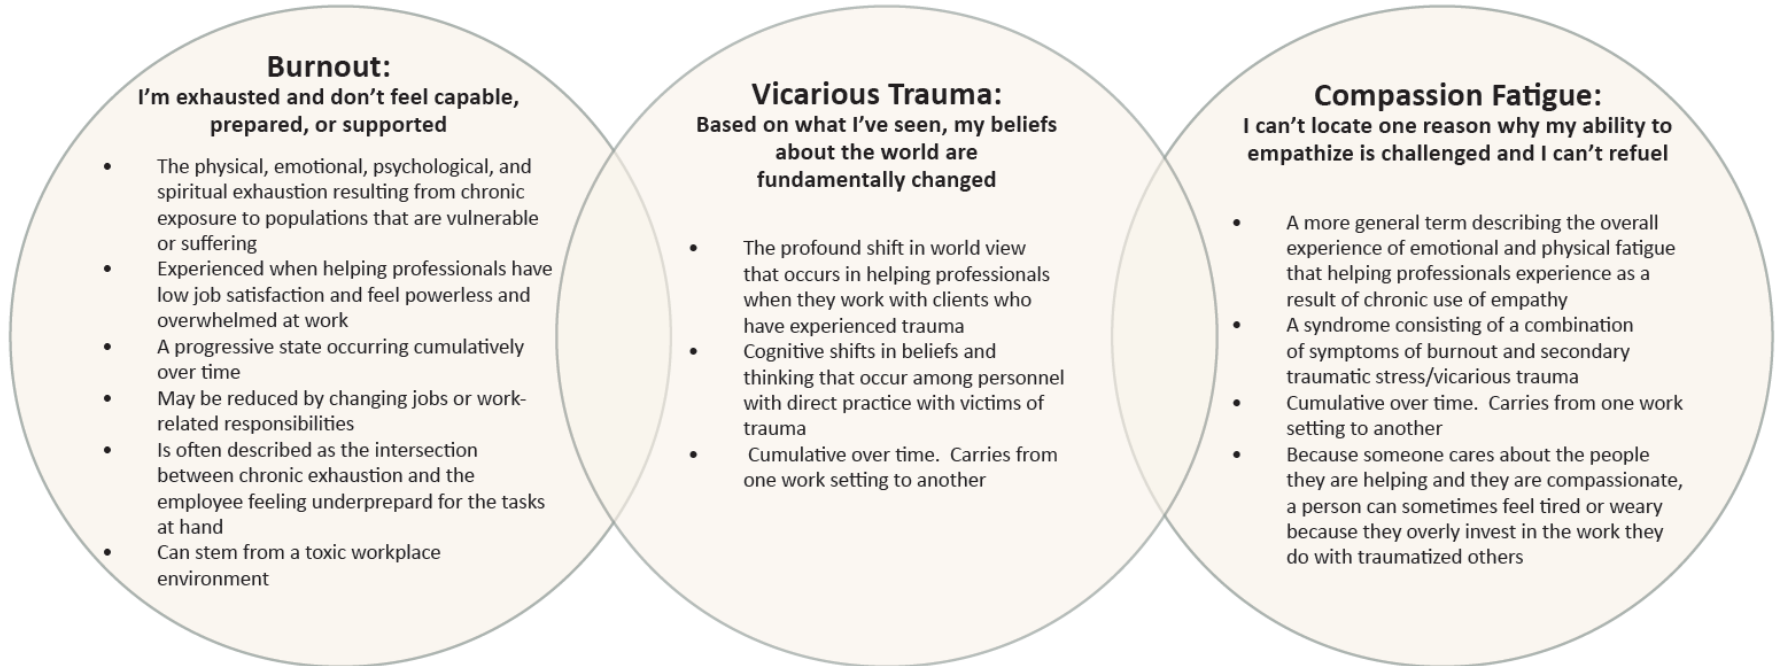 Burnout:
I'm exhausted and don't feel capable,
prepared, or supported
• The physical, emotional, psychological, and
spiritual exhaustion resulting from chronic
exposure to populations that are vulnerable
or suffering
• Experienced when helping professionals have
low job satisfaction and feel powerless and
overwhelmed at work
• A progressive state occurring cumulatively
over time
• May be reduced by changing jobs or work-
related responsibilities
• Is often described as the intersection
between chronic exhaustion and the
employee feeling underprepard for the tasks
at hand
• Can stem from a toxic workplace
environment
Vicarious Trauma:
Based on what I've seen, my beliefs
about the world are
fundamentally changed
• The profound shift in world view
that occurs in helping professionals
when they work with clients who
have experienced trauma
• Cognitive shifts in beliefs and
thinking that occur among personnel
with direct practice with victims of
trauma
• Cumulative over time.  Carries from
one work setting to another
Compassion Fatigue:
I can't locate one reason why my ability to
empathize is challenged and I can't refuel
• A more general term describing the overall
experience of emotional and physical fatigue
that helping professionals experience as a
result of chronic use of empathy
• A syndrome consisting of a combination
of symptoms of burnout and secondary
traumatic stress/vicarious trauma
• Cumulative over time.  Carries from one work
setting to another
• Because someone cares about the people
they are helping and they are compassionate,
a person can sometimes feel tired or weary
because they overly invest in the work they
do with traumatized others